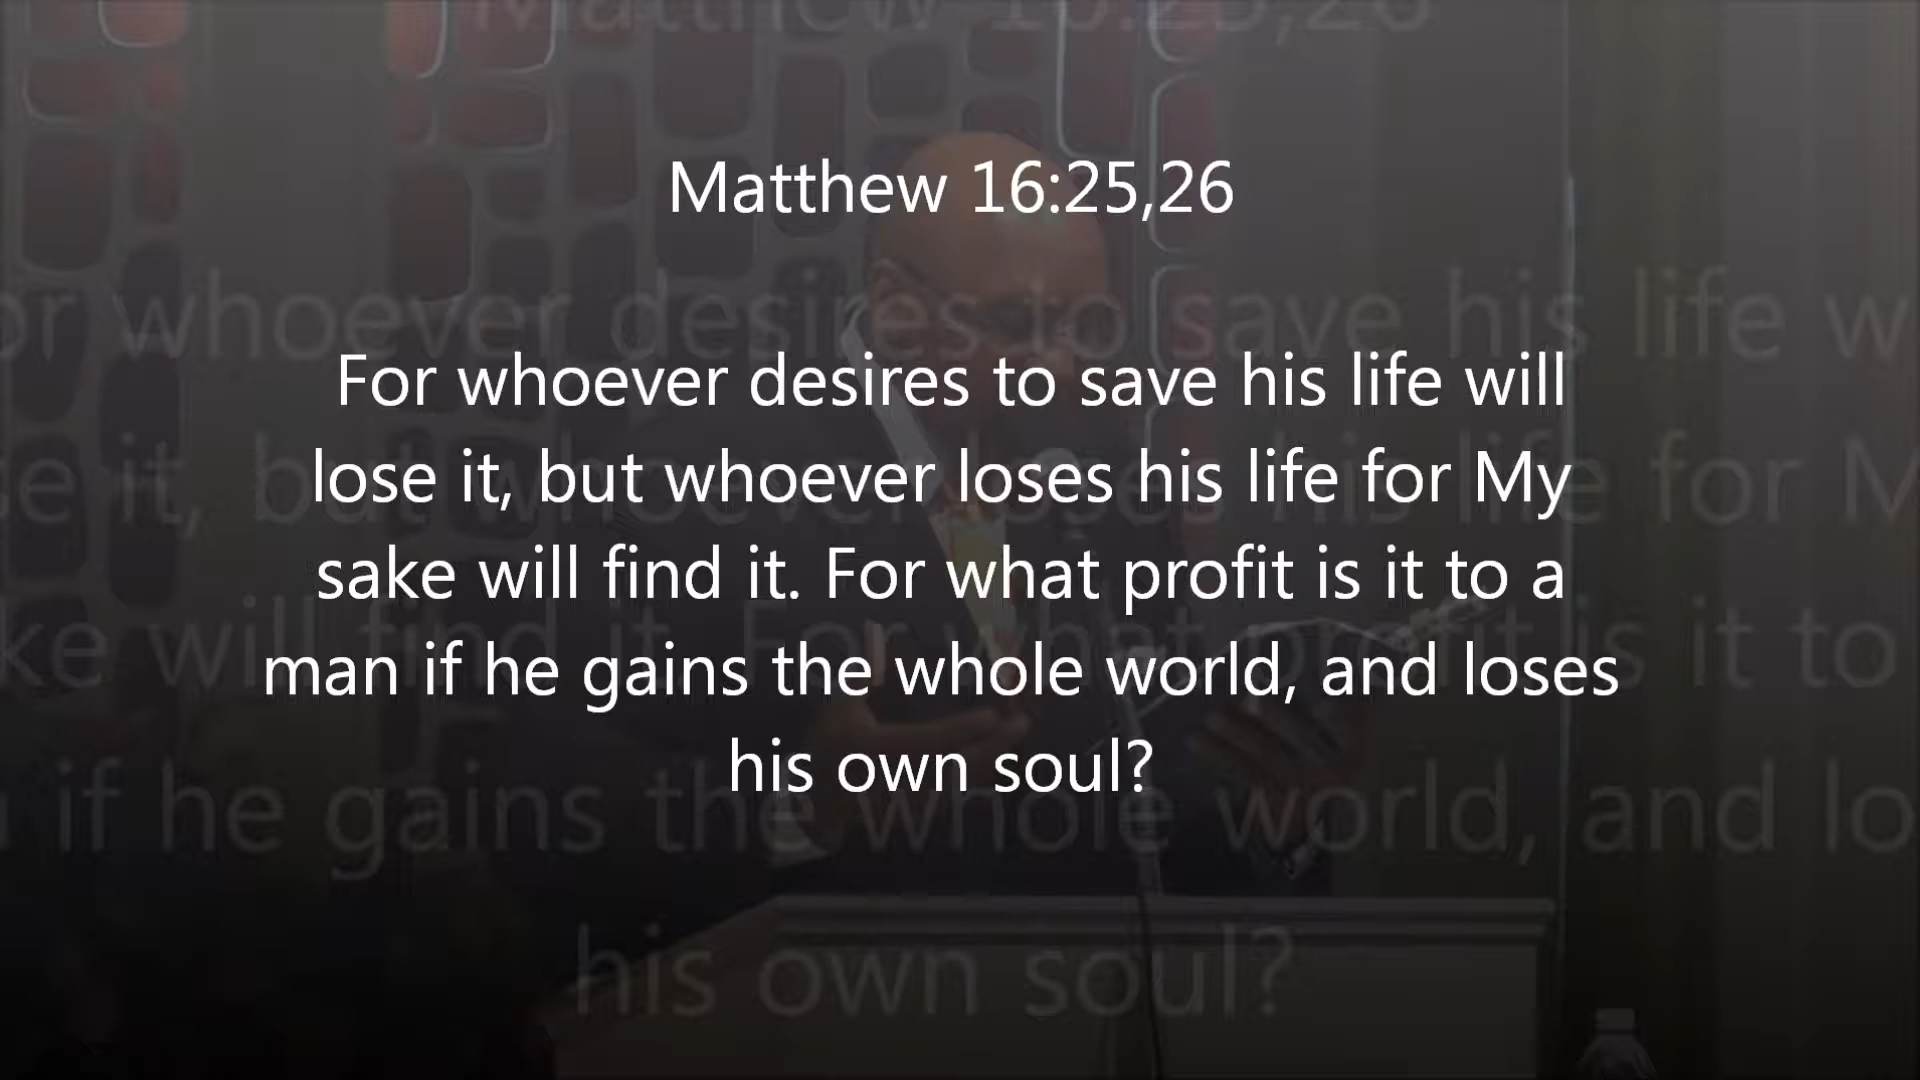 Matthew 16:25,26
For whoever desires to save his life will
lose it, but whoever loses his life for My
sake will find it. For what profit is it to a
man if he gains the whole world, and loses
his own soul?